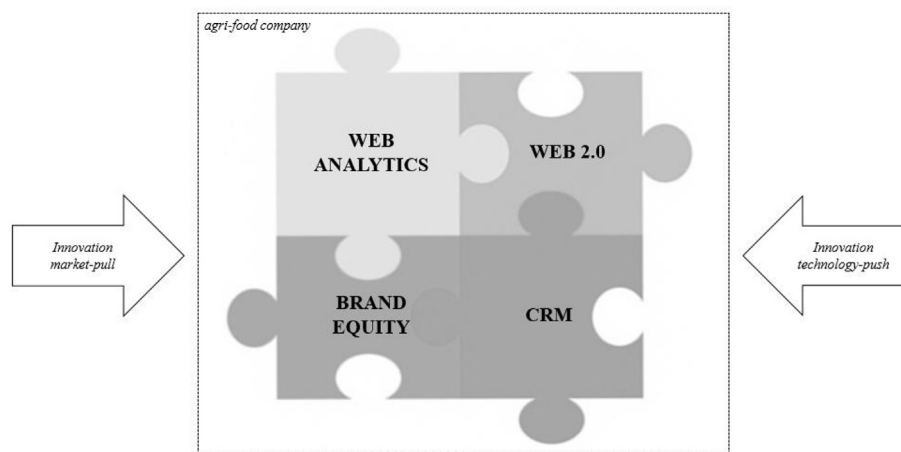 agri-food company
WEB
ANALYTICS
WEB 2.0
Innovation
market-pull
Innovation
technology-push
BRAND
EQUITY
CRM